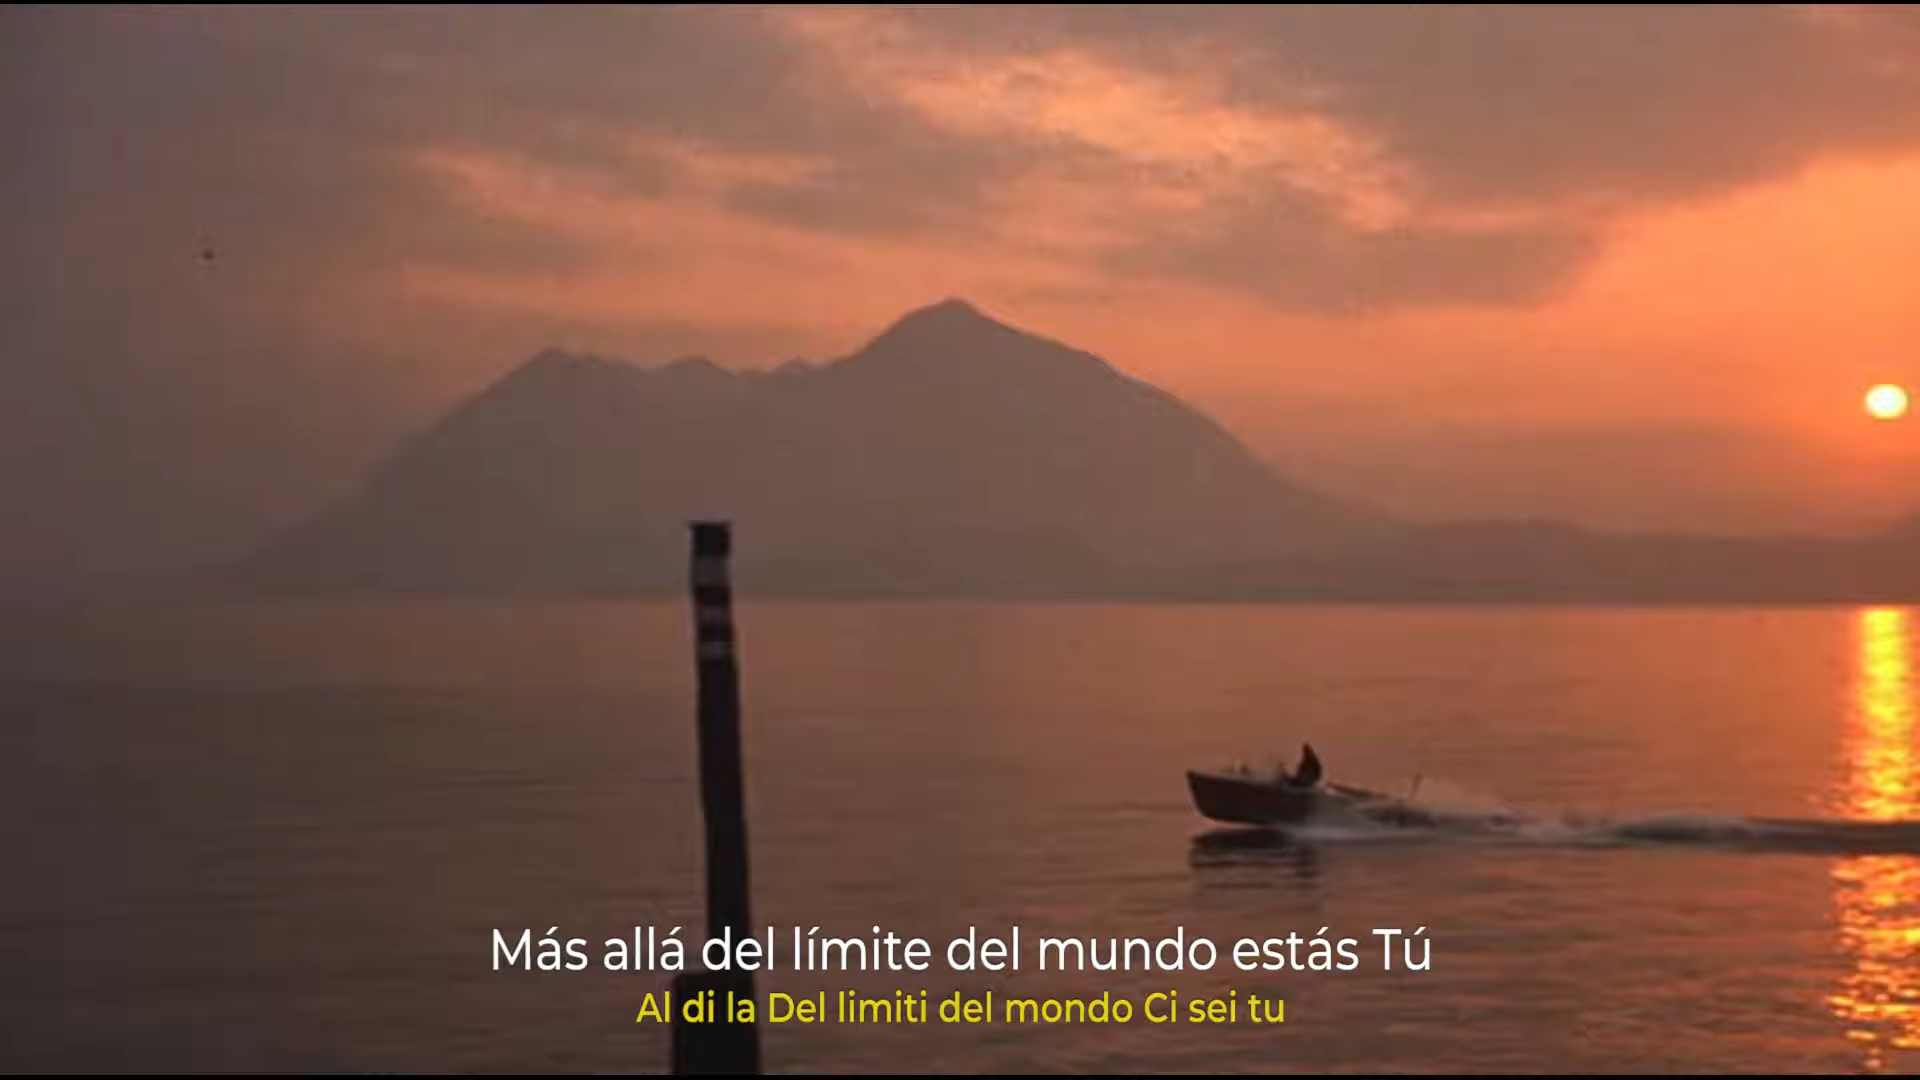 Más allá del límite del mundo estás Tú
Al di la Del limiti del mondo Ci sei tu